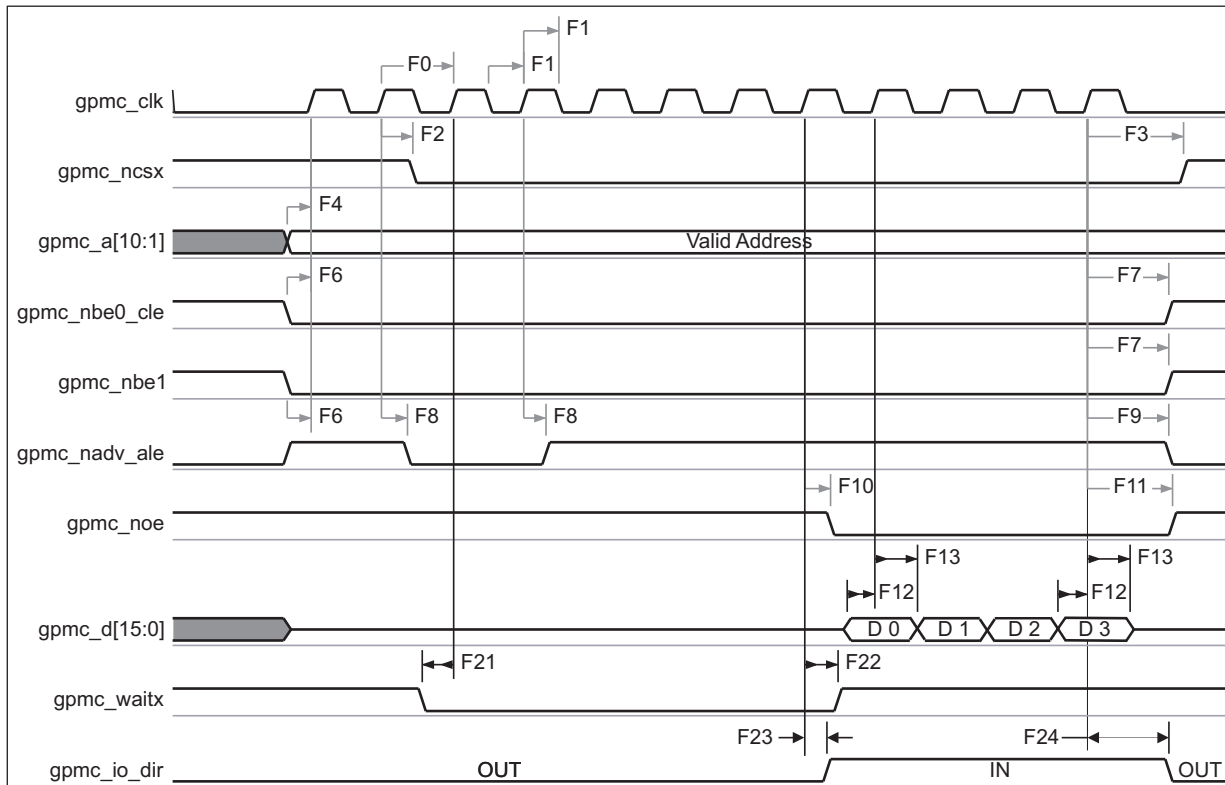 F1
F0 F1
gpmc_clk
F2 F3
gpmc_ncsx
F4
gpmc_a[10:1] Valid Address
F6 F7
gpmc_nbe0_cle
F7
gpmc_nbe1
F6 F8 F8 F9
gpmc_nadv_ale
F10 F11
gpmc_noe
F13 F13
F12 F12
gpmc_d[15:0] D 0 D 1 D 2 D 3
F21 F22
gpmc_waitx
F23 F24
gpmc_io_dir OUT IN OUT